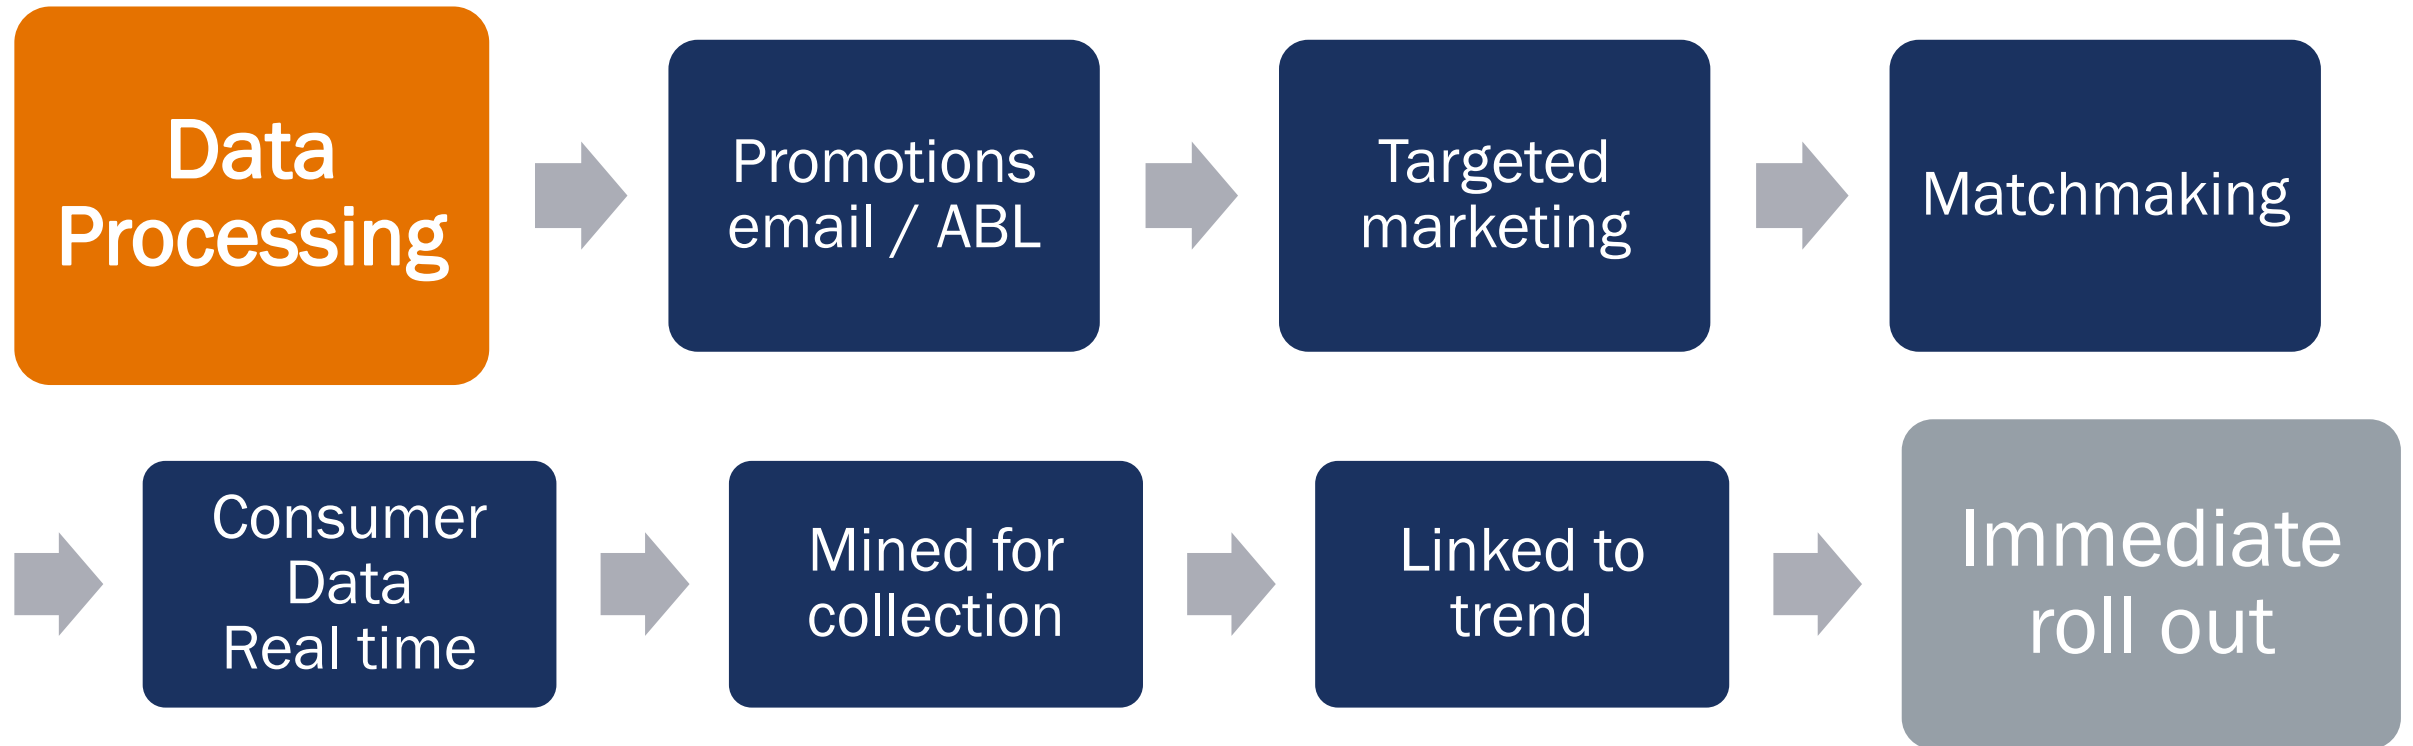 Data
Processing
Promotions
email / ABL
Targeted
marketing
Matchmaking
Consumer
Data
Real time
Mined for
collection
Linked to
trend
Immediate
roll out